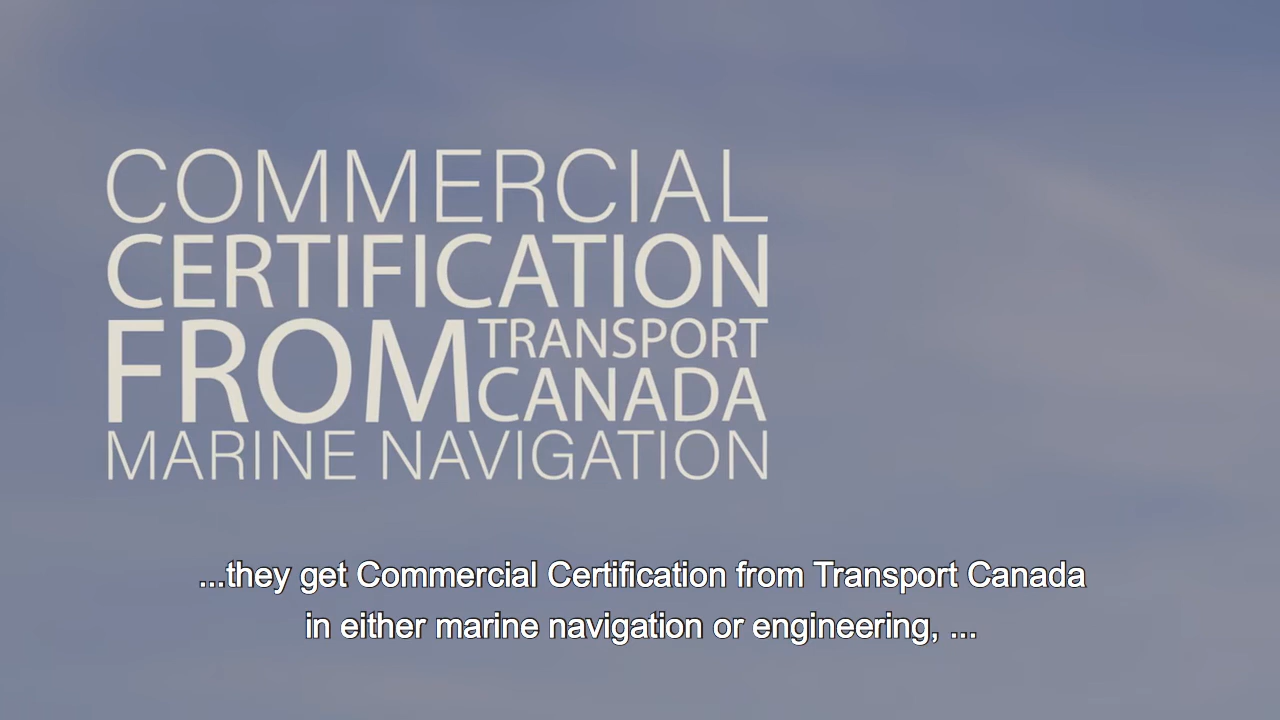 COMMERCIAL
CERTIFICATION
FROM TRANSPORT
CANADA
MARINE NAVIGATION
...they get Commercial Certification from Transport Canada
in either marine navigation or engineering, ...